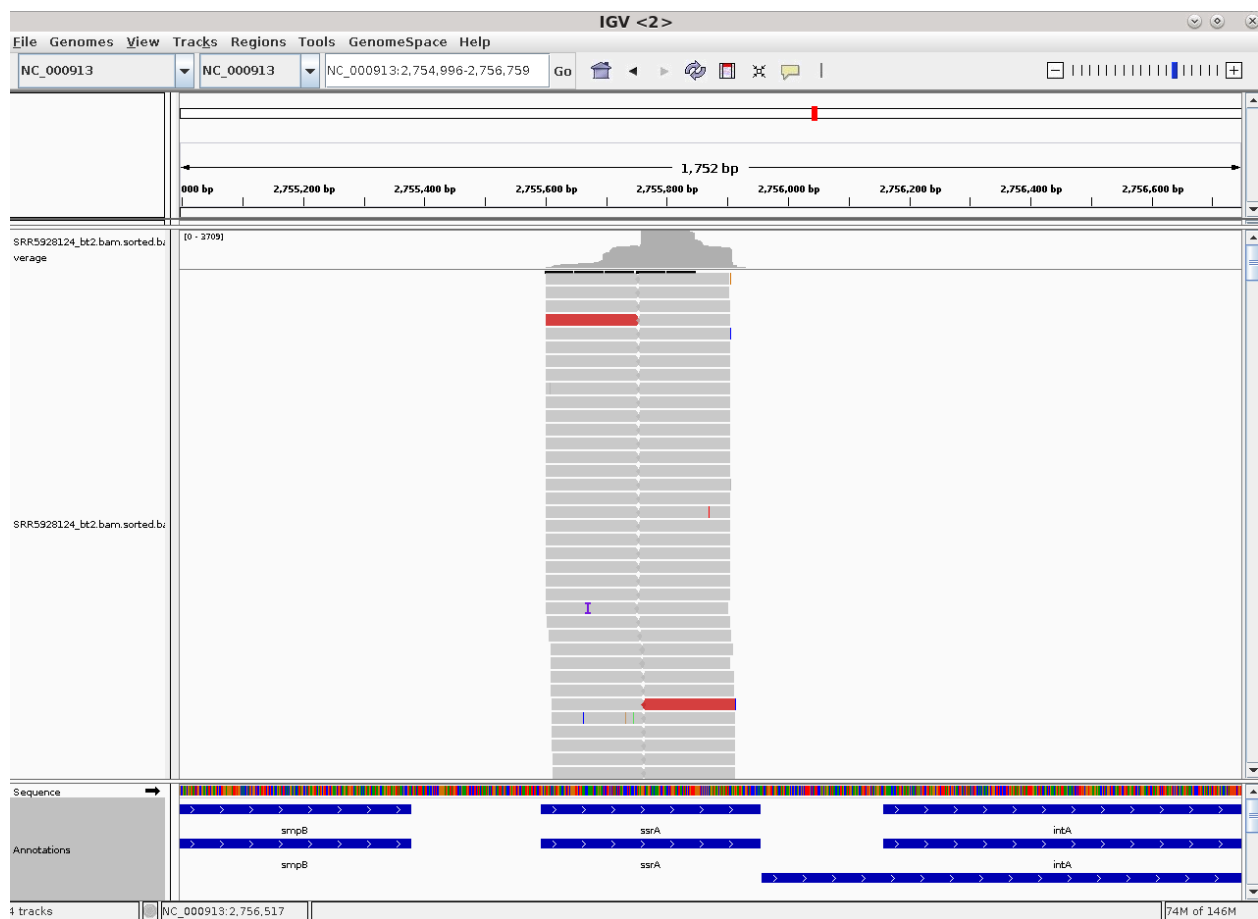 IGV <2>
File Genomes View Tracks Regions Tools GenomeSpace Help
NC_000913 NC_000913 NC_000913:2,754,996-2,756,759 Go
1,752 bp
000 bp 2,755,200 bp 2,755,400 bp 2,755,600 bp 2,755,800 bp 2,756,000 bp 2,756,200 bp 2,756,400 bp 2,756,600 bp
SRR5928124_bt2.bam.sorted.ba [0 - 3709]
verage
SRR5928124_bt2.bam.sorted.ba
Sequence
smpB ssrA intA
Annotations
smpB ssrA intA
4 tracks NC_000913:2,756,517 74M of 146M